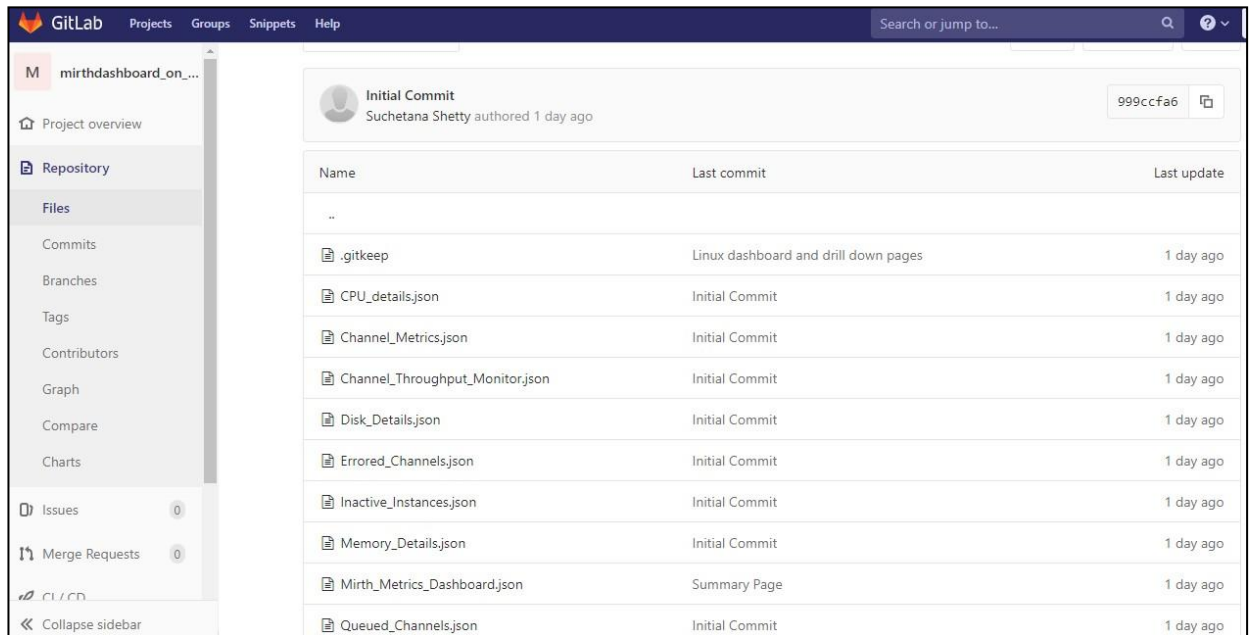 GitLab Projects Groups Snippets Help Search or jump to...
M mirthdashboard_on_...
Project overview
Repository
Files
Commits
Branches
Tags
Contributors
Graph
Compare
Charts
Issues 0
Merge Requests 0
CI / CD
Collapse sidebar
Initial Commit
Suchetana Shetty authored 1 day ago
999ccfa6
Name Last commit Last update
..
.gitkeep Linux dashboard and drill down pages 1 day ago
CPU_details.json Initial Commit 1 day ago
Channel_Metrics.json Initial Commit 1 day ago
Channel_Throughput_Monitor.json Initial Commit 1 day ago
Disk_Details.json Initial Commit 1 day ago
Errored_Channels.json Initial Commit 1 day ago
Inactive_Instances.json Initial Commit 1 day ago
Memory_Details.json Initial Commit 1 day ago
Mirth_Metrics_Dashboard.json Summary Page 1 day ago
Queued_Channels.json Initial Commit 1 day ago